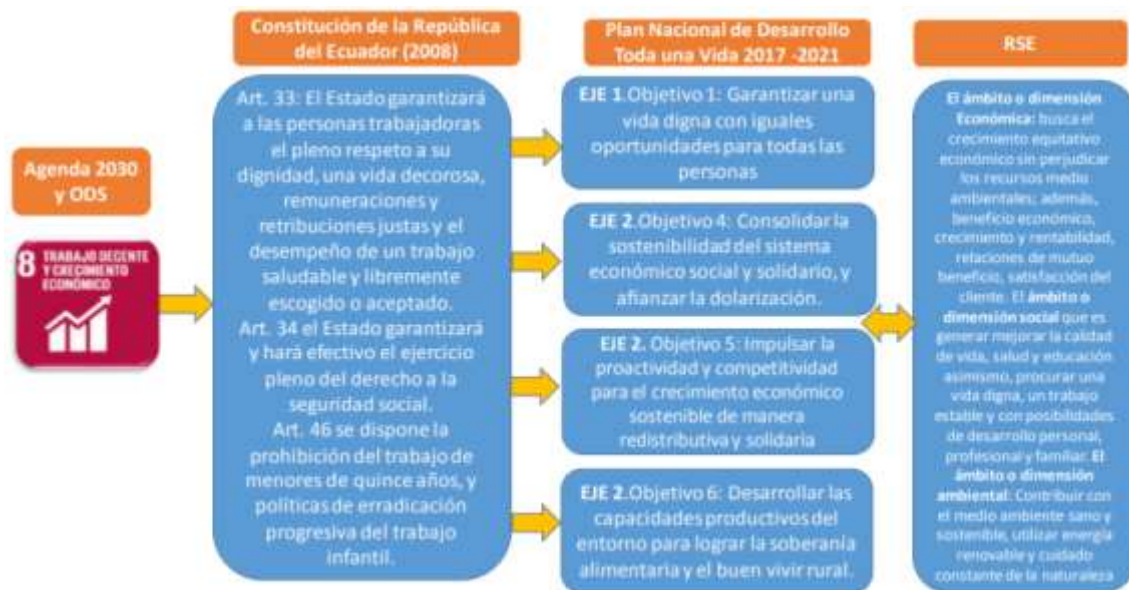 Agenda 2030
y ODS
8 TRABAJO DECENTE
Y CRECIMIENTO
ECONÓMICO
Constitución de la República
del Ecuador (2008)
Art. 33: El Estado garantizará
a las personas trabajadoras
el pleno respeto a su
dignidad, una vida decorosa,
remuneraciones y
retribuciones justas y el
desempeño de un trabajo
saludable y libremente
escogido o aceptado.
Art. 34 el Estado garantizará
y hará efectivo el ejercicio
pleno del derecho a la
seguridad social.
Art. 46 se dispone la
prohibición del trabajo de
menores de quince años, y
políticas de erradicación
progresiva del trabajo
infantil.
Plan Nacional de Desarrollo
Toda una Vida 2017 -2021
EJE 1.Objetivo 1: Garantizar una
vida digna con iguales
oportunidades para todas las
personas
EJE 2.Objetivo 4: Consolidar la
sostenibilidad del sistema
económico social y solidario, y
afianzar la dolarización.
EJE 2. Objetivo 5: Impulsar la
proactividad y competitividad
para el crecimiento económico
sostenible de manera
redistributiva y solidaria
EJE 2.Objetivo 6: Desarrollar las
capacidades productivos del
entorno para lograr la soberanía
alimentaria y el buen vivir rural.
RSE
El ámbito o dimensión
Económica: busca el
crecimiento equitativo
económico sin perjudicar
los recursos medio
ambientales; además,
beneficio económico,
crecimiento y rentabilidad,
relaciones de mutuo
beneficio, satisfacción del
cliente. El ámbito o
dimensión social que es
generar mejorar la calidad
de vida, salud y educación
asimismo, procurar una
vida digna, un trabajo
estable y con posibilidades
de desarrollo personal,
profesional y familiar. El
ámbito o dimensión
ambiental: Contribuir con
el medio ambiente sano y
sostenible, utilizar energía
renovable y cuidado
constante de la naturaleza